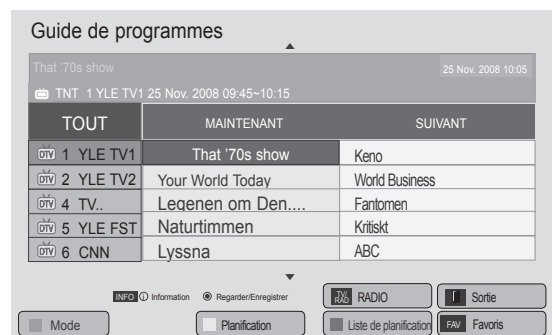 Guide de programmes
That '70s show 25 Nov. 2008 10:05
TNT 1 YLE TV1 25 Nov. 2008 09:45~10:15
TOUT MAINTENANT SUIVANT
DTV 1 YLE TV1 That '70s show Keno
DTV 2 YLE TV2 Your World Today World Business
DTV 4 TV.. Legenen om Den.... Fantomen
DTV 5 YLE FST Naturtimmen Kritiskt
DTV 6 CNN Lyssna ABC
INFO i Information Regarder/Enregistrer TV/RAD RADIO Sortie
Mode Planification Liste de planification FAV Favoris